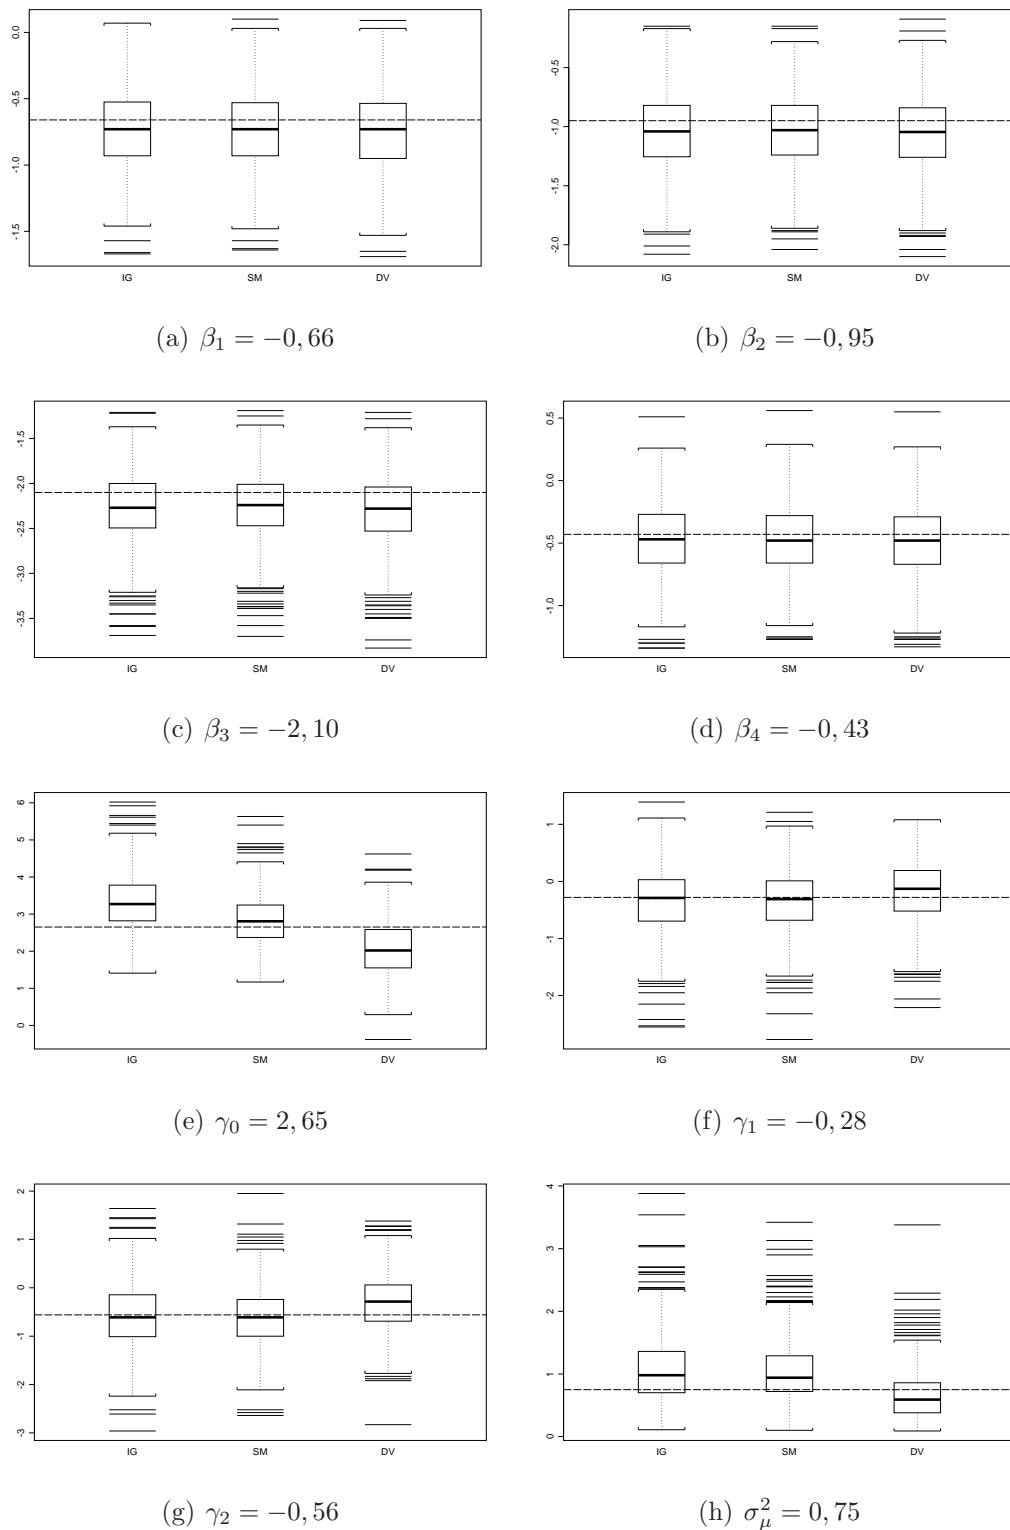 0.0
-0.5
-1.0
-1.5
IG SM DV
-0.5
-1.0
-1.5
-2.0
IG SM DV
(a) β₁ = −0, 66
(b) β₂ = −0, 95
-1.5
-2.0
-2.5
-3.0
-3.5
IG SM DV
0.5
0.0
-0.5
-1.0
IG SM DV
(c) β₃ = −2, 10
(d) β₄ = −0, 43
6
5
4
3
2
1
0
IG SM DV
1
0
-1
-2
IG SM DV
(e) γ₀ = 2, 65
(f) γ₁ = −0, 28
2
1
0
-1
-2
-3
IG SM DV
4
3
2
1
0
IG SM DV
(g) γ₂ = −0, 56
(h) σ²_μ = 0, 75